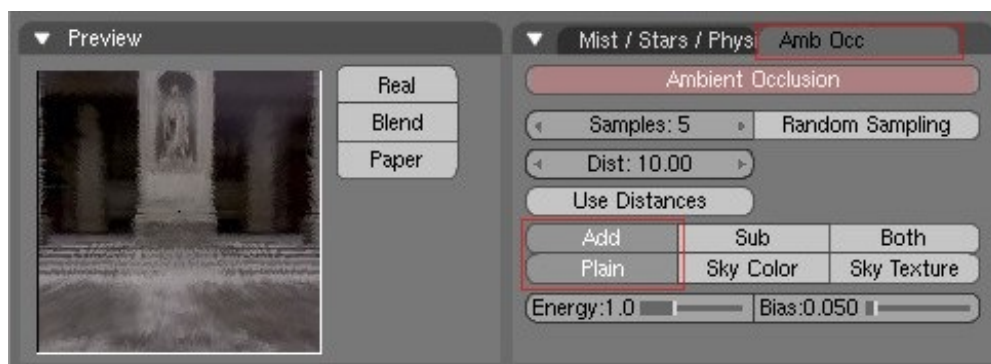 Preview
Real
Blend
Paper
Mist / Stars / Physi Amb Occ
Ambient Occlusion
Samples: 5 Random Sampling
Dist: 10.00
Use Distances
Add Sub Both
Plain Sky Color Sky Texture
Energy:1.0 Bias:0.050